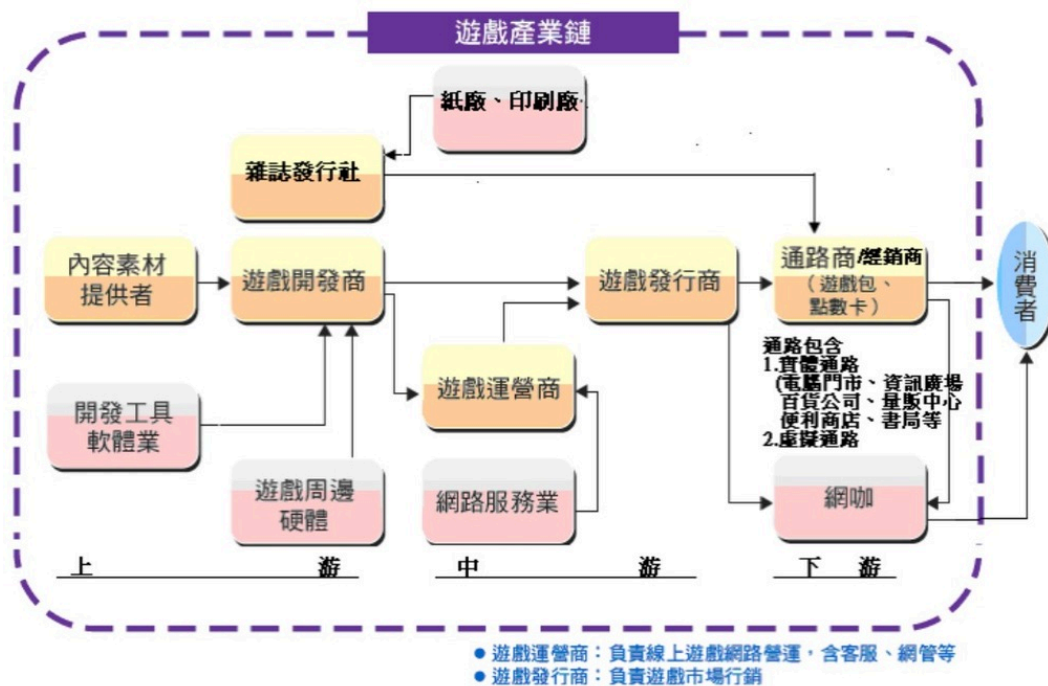 遊戲產業鏈
紙廠、印刷廠
雜誌發行社
內容素材
提供者
遊戲開發商
遊戲發行商
通路商/經銷商
（遊戲包、
點數卡）
消費者
遊戲運營商
通路包含
1.實體通路
(電腦門市、資訊廣場
百貨公司、量販中心
便利商店、書局等
2.虛擬通路
開發工具
軟體業
遊戲周邊
硬體
網路服務業
網咖
上 游
中 游
下 游
● 遊戲運營商：負責線上遊戲網路營運，含客服、網管等
● 遊戲發行商：負責遊戲市場行銷